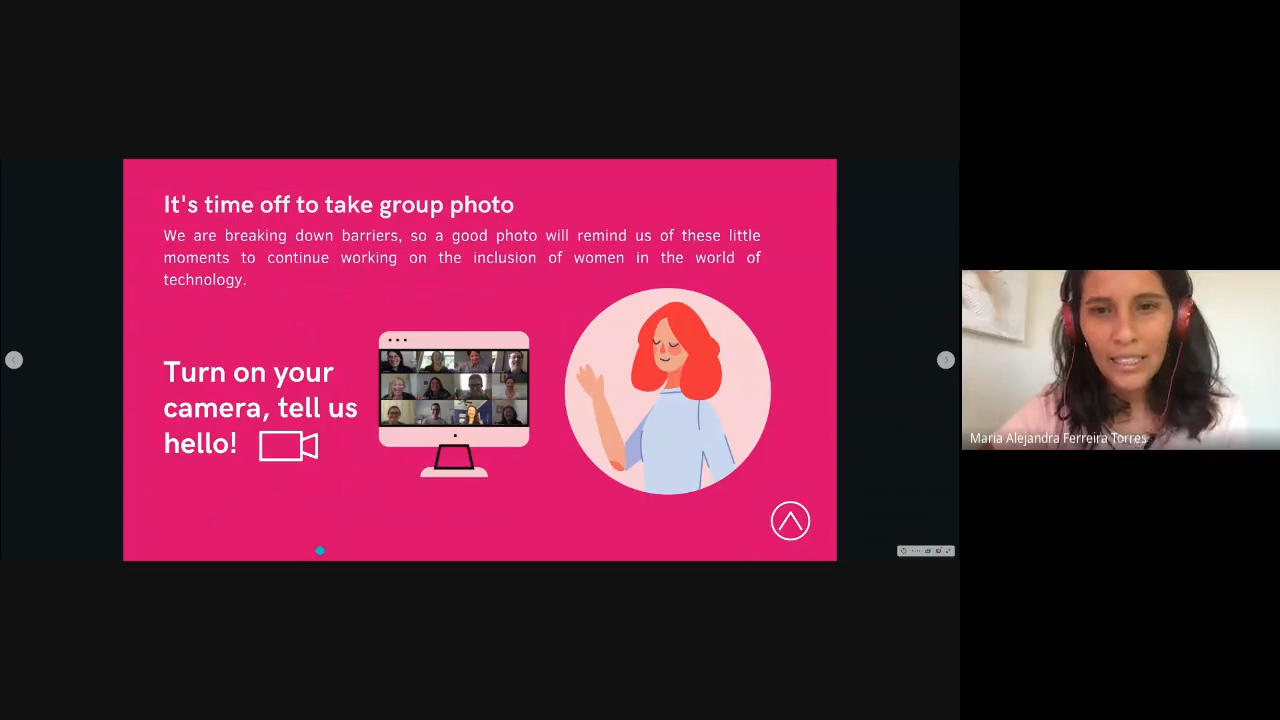 It's time off to take group photo
We are breaking down barriers, so a good photo will remind us of these little
moments to continue working on the inclusion of women in the world of
technology.
Turn on your
camera, tell us
hello!
Maria Alejandra Ferreira Torres